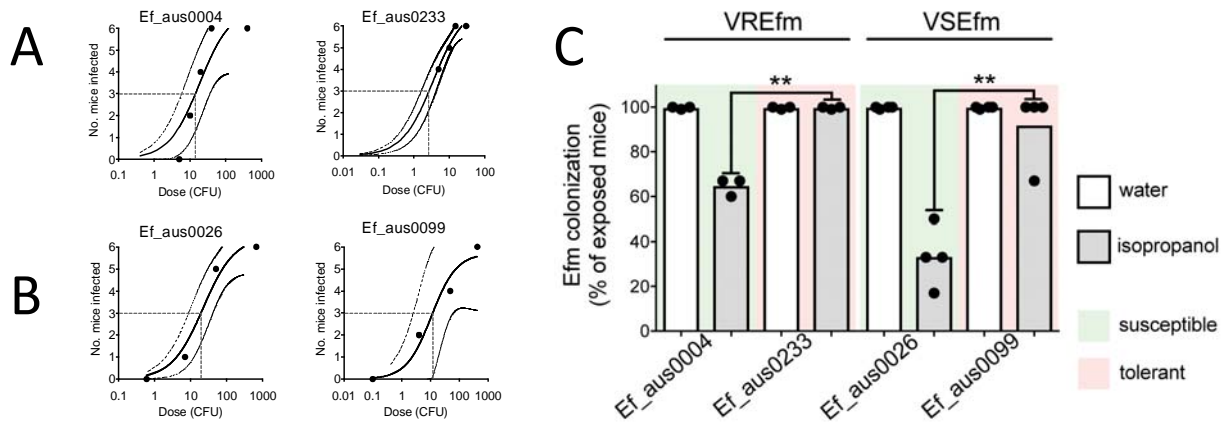 A
Ef_aus0004
No. mice infected
6
5
4
3
2
1
0
0.1 1 10 100 1000
Dose (CFU)
Ef_aus0233
No. mice infected
6
5
4
3
2
1
0
0.01 0.1 1 10 100
Dose (CFU)
B
Ef_aus0026
No. mice infected
6
5
4
3
2
1
0
0.1 1 10 100 1000
Dose (CFU)
Ef_aus0099
No. mice infected
6
5
4
3
2
1
0
0.01 0.1 1 10 100 1000
Dose (CFU)
C
VREfm VSEfm
** **
Efm colonization
(% of exposed mice)
100
80
60
40
20
0
Ef_aus0004
Ef_aus0233
Ef_aus0026
Ef_aus0099
water
isopropanol
susceptible
tolerant